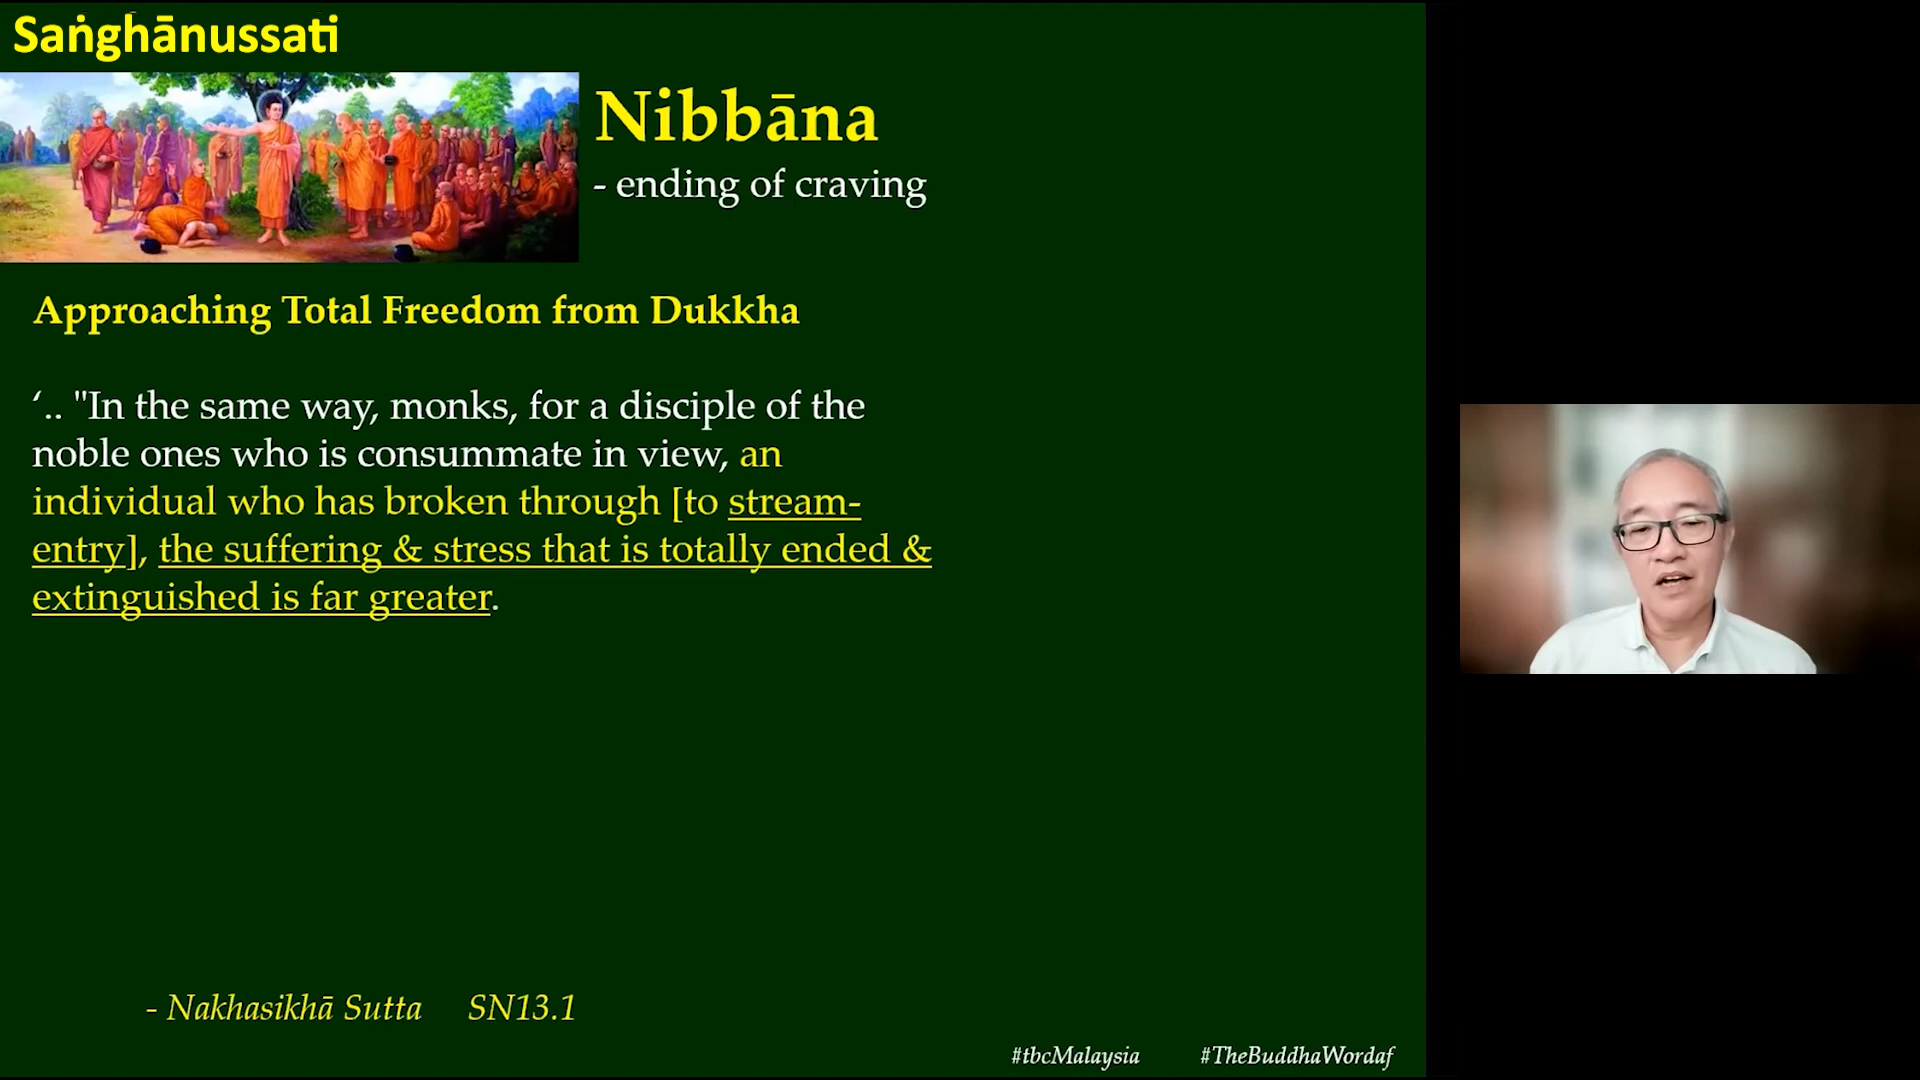 Saṅghānussati
Nibbāna
- ending of craving
Approaching Total Freedom from Dukkha
‘.. "In the same way, monks, for a disciple of the
noble ones who is consummate in view, an
individual who has broken through [to stream-
entry], the suffering & stress that is totally ended &
extinguished is far greater.
- Nakhasikhā Sutta SN13.1
#tbcMalaysia #TheBuddhaWordaf